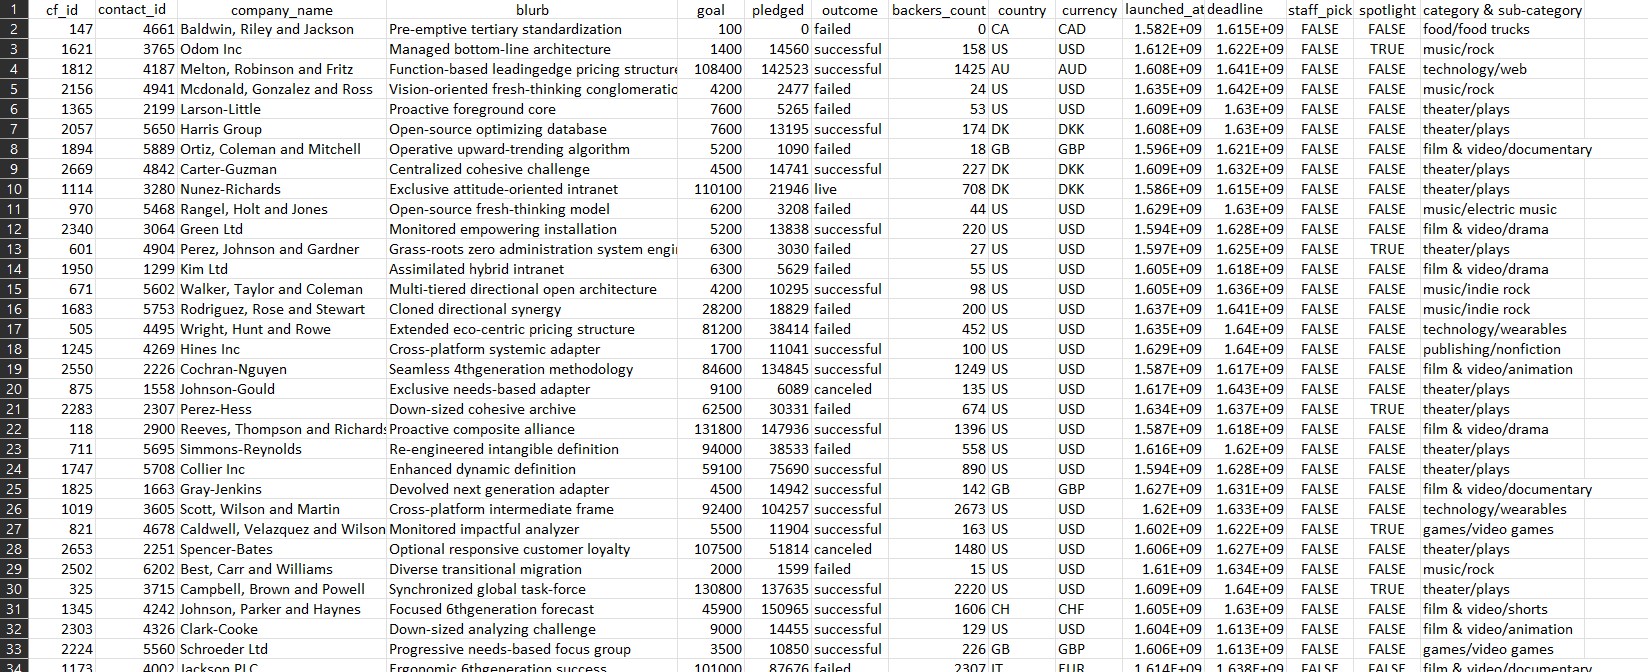 1 cf_id contact_id company_name blurb goal pledged outcome backers_count country currency launched_at deadline staff_pick spotlight category & sub-category
2 147 4661 Baldwin, Riley and Jackson Pre-emptive tertiary standardization 100 0 failed 0 CA CAD 1.582E+09 1.615E+09 FALSE FALSE food/food trucks
3 1621 3765 Odom Inc Managed bottom-line architecture 1400 14560 successful 158 US USD 1.612E+09 1.622E+09 FALSE TRUE music/rock
4 1812 4187 Melton, Robinson and Fritz Function-based leadingedge pricing structure 108400 142523 successful 1425 AU AUD 1.608E+09 1.641E+09 FALSE FALSE technology/web
5 2156 4941 Mcdonald, Gonzalez and Ross Vision-oriented fresh-thinking conglomeratio 4200 2477 failed 24 US USD 1.635E+09 1.642E+09 FALSE FALSE music/rock
6 1365 2199 Larson-Little Proactive foreground core 7600 5265 failed 53 US USD 1.609E+09 1.63E+09 FALSE FALSE theater/plays
7 2057 5650 Harris Group Open-source optimizing database 7600 13195 successful 174 DK DKK 1.608E+09 1.63E+09 FALSE FALSE theater/plays
8 1894 5889 Ortiz, Coleman and Mitchell Operative upward-trending algorithm 5200 1090 failed 18 GB GBP 1.596E+09 1.621E+09 FALSE FALSE film & video/documentary
9 2669 4842 Carter-Guzman Centralized cohesive challenge 4500 14741 successful 227 DK DKK 1.609E+09 1.632E+09 FALSE FALSE theater/plays
10 1114 3280 Nunez-Richards Exclusive attitude-oriented intranet 110100 21946 live 708 DK DKK 1.586E+09 1.615E+09 FALSE FALSE theater/plays
11 970 5468 Rangel, Holt and Jones Open-source fresh-thinking model 6200 3208 failed 44 US USD 1.629E+09 1.63E+09 FALSE FALSE music/electric music
12 2340 3064 Green Ltd Monitored empowering installation 5200 13838 successful 220 US USD 1.594E+09 1.628E+09 FALSE FALSE film & video/drama
13 601 4904 Perez, Johnson and Gardner Grass-roots zero administration system engi 6300 3030 failed 27 US USD 1.597E+09 1.625E+09 FALSE TRUE theater/plays
14 1950 1299 Kim Ltd Assimilated hybrid intranet 6300 5629 failed 55 US USD 1.605E+09 1.618E+09 FALSE FALSE film & video/drama
15 671 5602 Walker, Taylor and Coleman Multi-tiered directional open architecture 4200 10295 successful 98 US USD 1.605E+09 1.636E+09 FALSE FALSE music/indie rock
16 1683 5753 Rodriguez, Rose and Stewart Cloned directional synergy 28200 18829 failed 200 US USD 1.637E+09 1.641E+09 FALSE FALSE music/indie rock
17 505 4495 Wright, Hunt and Rowe Extended eco-centric pricing structure 81200 38414 failed 452 US USD 1.635E+09 1.64E+09 FALSE FALSE technology/wearables
18 1245 4269 Hines Inc Cross-platform systemic adapter 1700 11041 successful 100 US USD 1.629E+09 1.64E+09 FALSE FALSE publishing/nonfiction
19 2550 2226 Cochran-Nguyen Seamless 4thgeneration methodology 84600 134845 successful 1249 US USD 1.587E+09 1.617E+09 FALSE FALSE film & video/animation
20 875 1558 Johnson-Gould Exclusive needs-based adapter 9100 6089 canceled 135 US USD 1.617E+09 1.643E+09 FALSE FALSE theater/plays
21 2283 2307 Perez-Hess Down-sized cohesive archive 62500 30331 failed 674 US USD 1.634E+09 1.637E+09 FALSE TRUE theater/plays
22 118 2900 Reeves, Thompson and Richards Proactive composite alliance 131800 147936 successful 1396 US USD 1.587E+09 1.618E+09 FALSE FALSE film & video/drama
23 711 5695 Simmons-Reynolds Re-engineered intangible definition 94000 38533 failed 558 US USD 1.616E+09 1.62E+09 FALSE FALSE theater/plays
24 1747 5708 Collier Inc Enhanced dynamic definition 59100 75690 successful 890 US USD 1.594E+09 1.628E+09 FALSE FALSE theater/plays
25 1825 1663 Gray-Jenkins Devolved next generation adapter 4500 14942 successful 142 GB GBP 1.627E+09 1.631E+09 FALSE FALSE film & video/documentary
26 1019 3605 Scott, Wilson and Martin Cross-platform intermediate frame 92400 104257 successful 2673 US USD 1.62E+09 1.633E+09 FALSE FALSE technology/wearables
27 821 4678 Caldwell, Velazquez and Wilson Monitored impactful analyzer 5500 11904 successful 163 US USD 1.602E+09 1.622E+09 FALSE TRUE games/video games
28 2653 2251 Spencer-Bates Optional responsive customer loyalty 107500 51814 canceled 1480 US USD 1.606E+09 1.627E+09 FALSE FALSE theater/plays
29 2502 6202 Best, Carr and Williams Diverse transitional migration 2000 1599 failed 15 US USD 1.61E+09 1.634E+09 FALSE FALSE music/rock
30 325 3715 Campbell, Brown and Powell Synchronized global task-force 130800 137635 successful 2220 US USD 1.609E+09 1.64E+09 FALSE TRUE theater/plays
31 1345 4242 Johnson, Parker and Haynes Focused 6thgeneration forecast 45900 150965 successful 1606 CH CHF 1.605E+09 1.63E+09 FALSE FALSE film & video/shorts
32 2303 4326 Clark-Cooke Down-sized analyzing challenge 9000 14455 successful 129 US USD 1.604E+09 1.613E+09 FALSE FALSE film & video/animation
33 2224 5560 Schroeder Ltd Progressive needs-based focus group 3500 10850 successful 226 GB GBP 1.606E+09 1.613E+09 FALSE FALSE games/video games
34 1173 4002 Jackson PLC Ergonomic 6thgeneration success 101000 87676 failed 2307 IT EUR 1.614E+09 1.638E+09 FALSE FALSE film & video/documentary